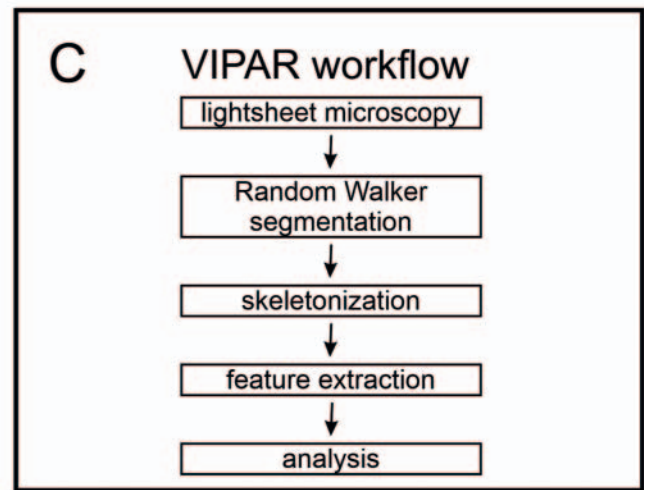 C
VIPAR workflow
lightsheet microscopy
Random Walker
segmentation
skeletonization
feature extraction
analysis